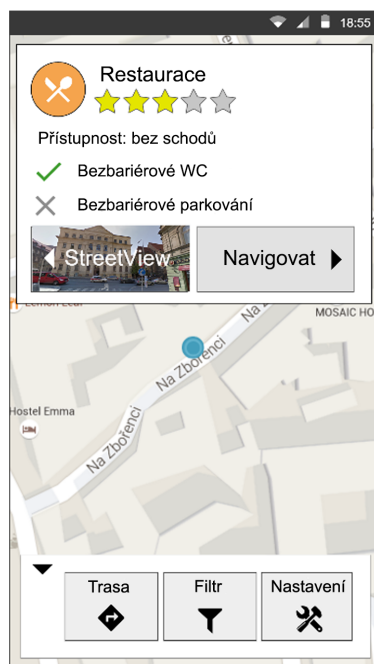 18:55
Restaurace
Přístupnost: bez schodů
Bezbariérové WC
Bezbariérové parkování
StreetView
Navigovat
MOSAIC HO
Na Zbořenci
Na
Hostel Emma
Na Zbořenci
Trasa
Filtr
Nastavení